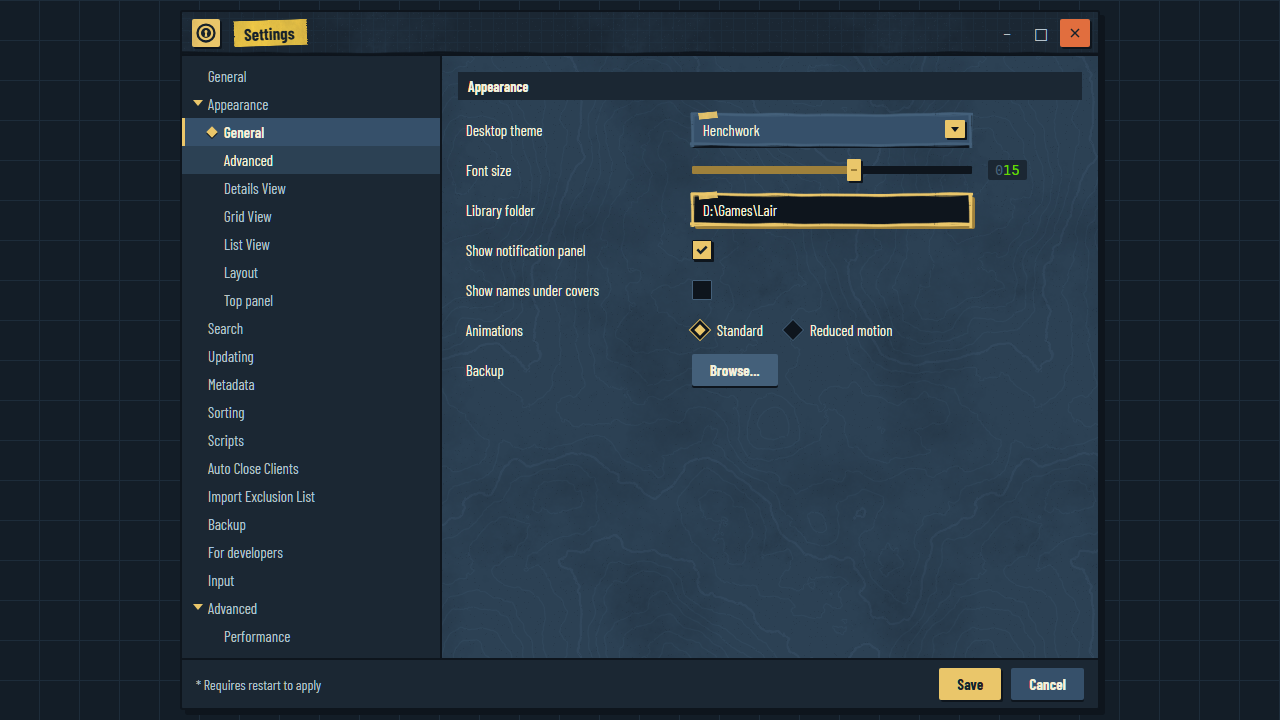 Settings
General
Appearance
General
Advanced
Details View
Grid View
List View
Layout
Top panel
Search
Updating
Metadata
Sorting
Scripts
Auto Close Clients
Import Exclusion List
Backup
For developers
Input
Advanced
Performance
Appearance
Desktop theme Henchwork
Font size 015
Library folder D:\Games\Lair
Show notification panel
Show names under covers
Animations Standard Reduced motion
Backup Browse...
* Requires restart to apply
Save Cancel